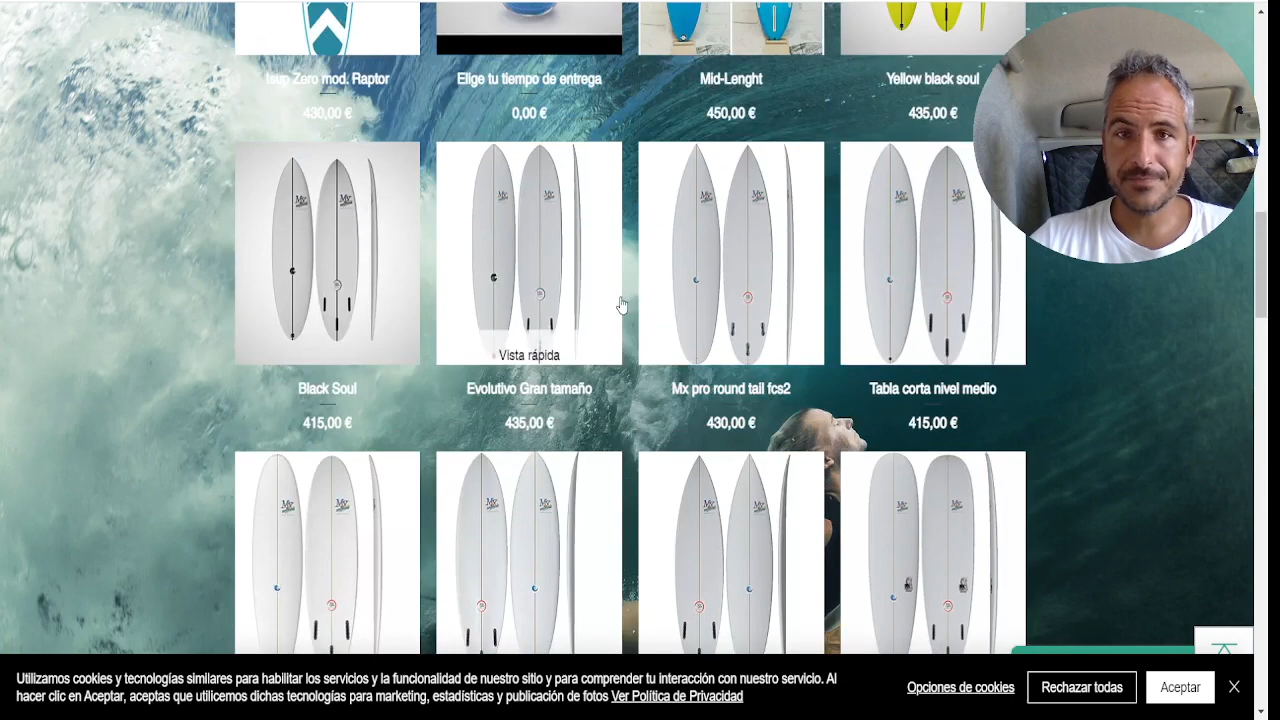 Isup Zero mod. Raptor
430,00 €
Elige tu tiempo de entrega
0,00 €
Mid-Lenght
450,00 €
Yellow black soul
435,00 €
Vista rápida
Black Soul
415,00 €
Evolutivo Gran tamaño
435,00 €
Mx pro round tail fcs2
430,00 €
Tabla corta nivel medio
415,00 €
Utilizamos cookies y tecnologías similares para habilitar los servicios y la funcionalidad de nuestro sitio y para comprender tu interacción con nuestro servicio. Al
hacer clic en Aceptar, aceptas que utilicemos dichas tecnologías para marketing, estadísticas y publicación de fotos Ver Política de Privacidad
Opciones de cookies
Rechazar todas
Aceptar